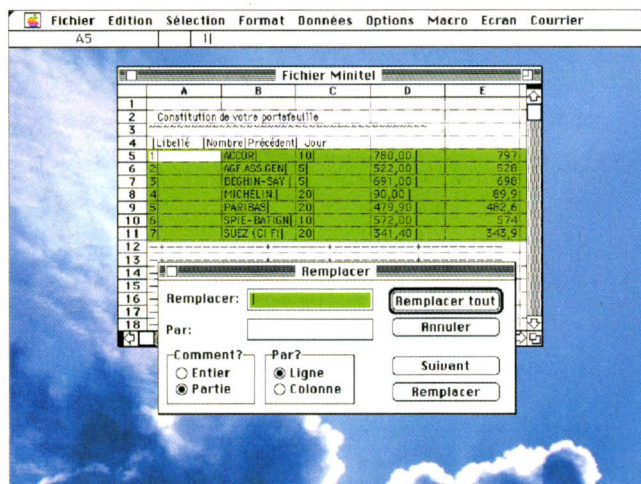 Fichier Edition Sélection Format Données Options Macro Ecran Courrier
A5 1
Fichier Minitel
A B C D E
1
2 Constitution de votre portefeuille
3 ~~~~~~~~~~~~~~~~~~~~~~~~~~~~~~~~~~
4 |Libellé |Nombre|Précédent| Jour
5 1| ACCOR| 10| 780,00 | 797
6 2| AGF.ASS.GEN| 5| 522,00 | 528
7 3| BEGHIN-SAY | 5| 691,00 | 698
8 4| MICHELIN | 20| 90,00 | 89,9
9 5| PARIBAS| 20| 479,90 | 482,6
10 6| SPIE-BATIGN| 10| 572,00 | 574
11 7| SUEZ (CI FI)| 20| 341,40 | 343,9
12
13
14
15
16
17
18
Remplacer
Remplacer: Remplacer tout
Par: Annuler
Comment? Par?
Entier Ligne Suivant
Partie Colonne Remplacer